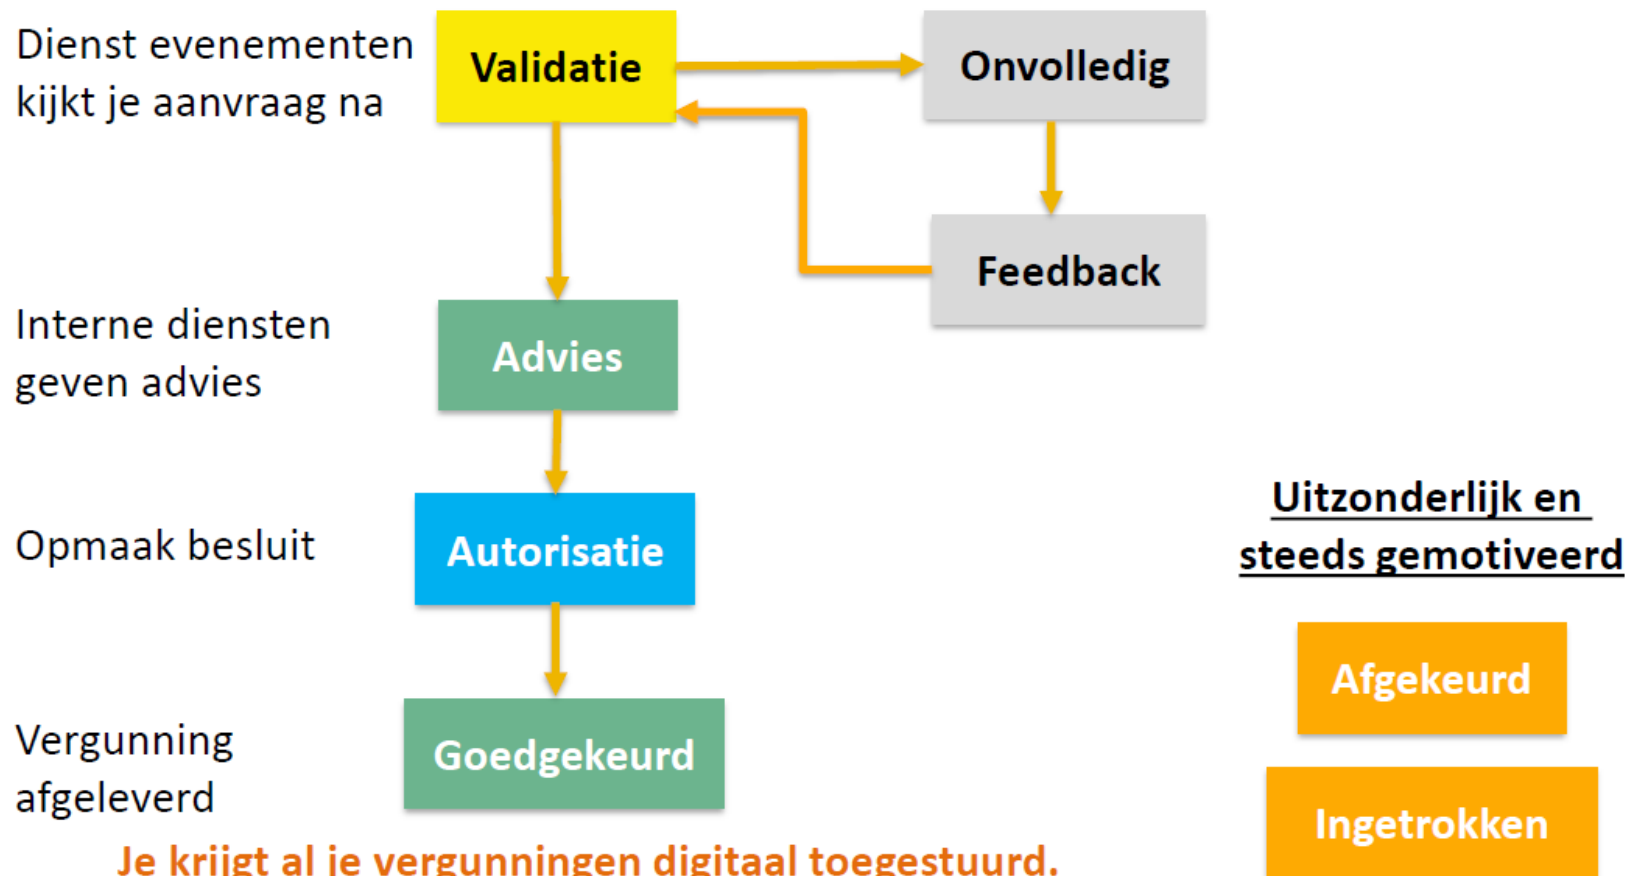 Dienst evenementen
kijkt je aanvraag na
Validatie
Onvolledig
Feedback
Interne diensten
geven advies
Advies
Opmaak besluit
Autorisatie
Vergunning
afgeleverd
Goedgekeurd
Je krijgt al je vergunningen digitaal toegestuurd.
Uitzonderlijk en
steeds gemotiveerd
Afgekeurd
Ingetrokken